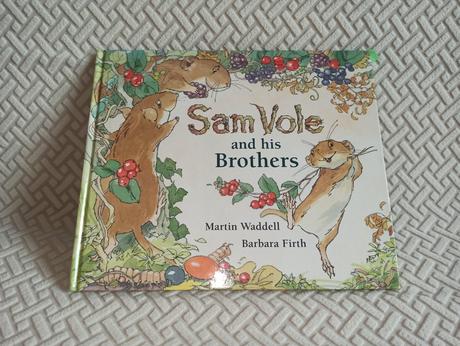 Sam Vole
and his
Brothers
Martin Waddell
Barbara Firth